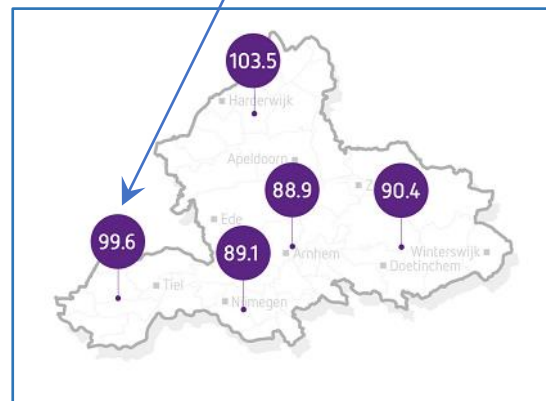 103.5
Harderwijk
Apeldoorn
88.9
Z
90.4
Ede
99.6
89.1
Arnhem
Winterswijk
Doetinchem
Tiel
Nijmegen